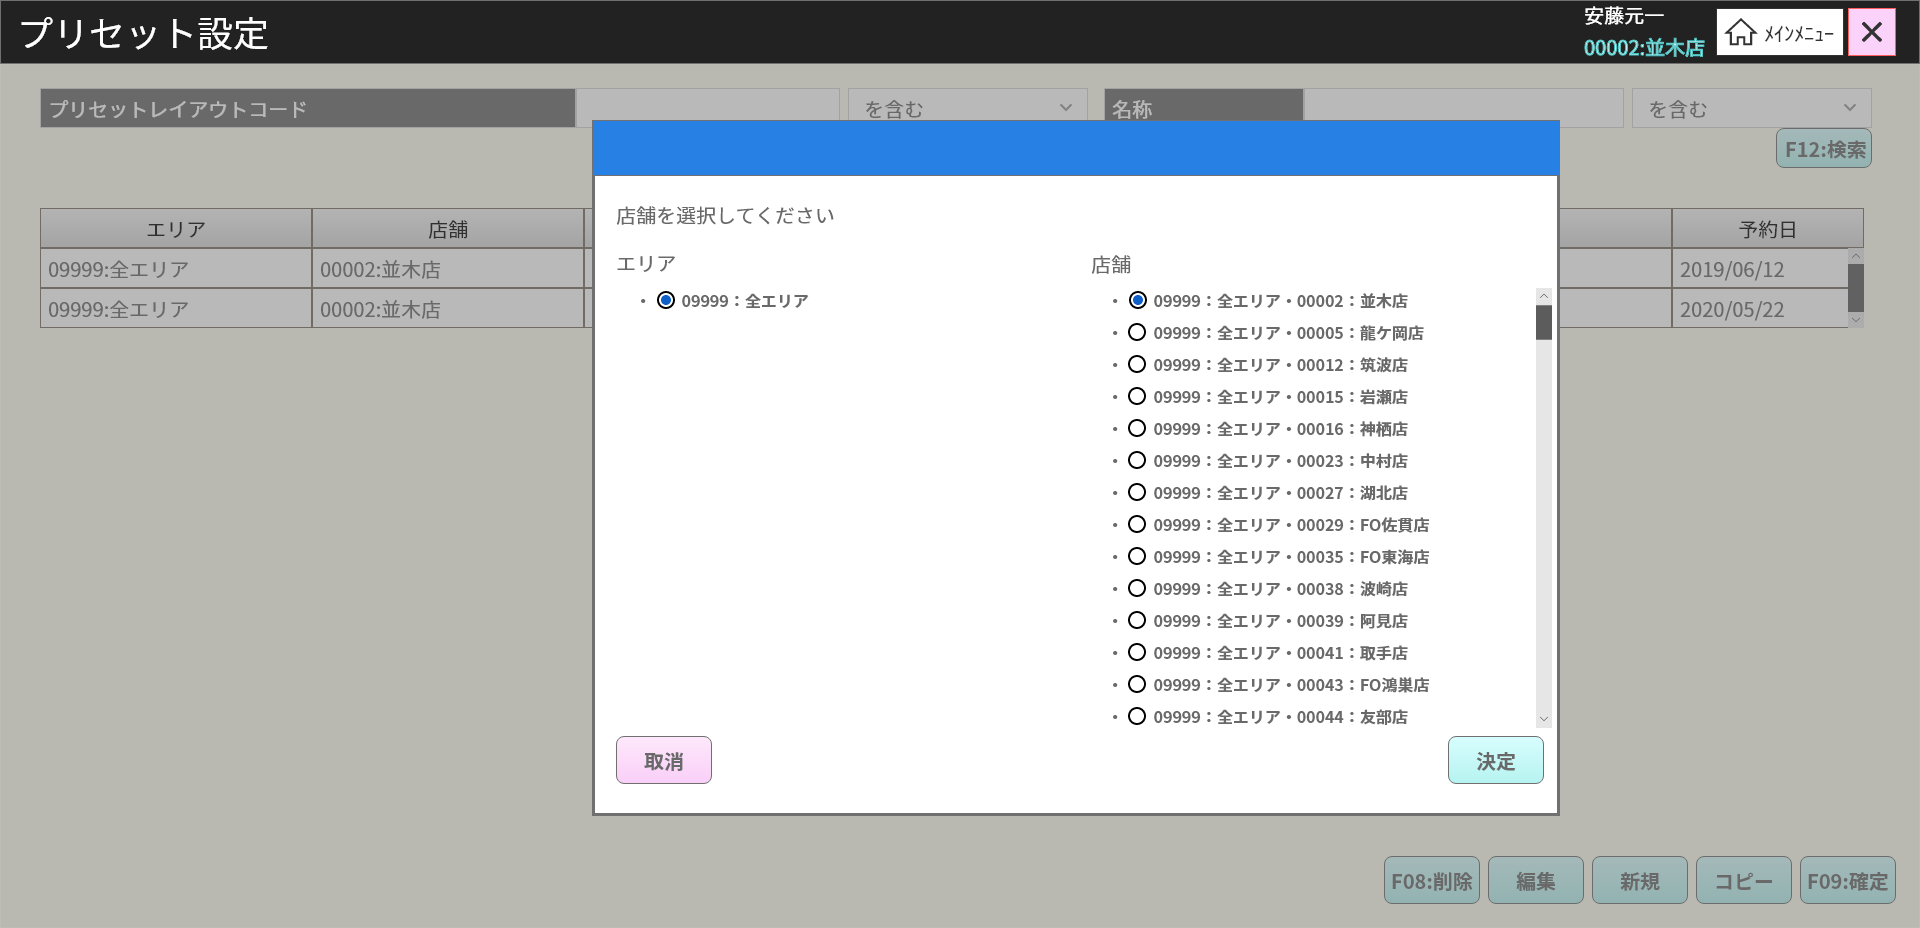 プリセット設定
安藤元一
00002:並木店
ﾒｲﾝﾒﾆｭｰ
プリセットレイアウトコード
を含む
名称
を含む
F12:検索
エリア
店舗
予約日
09999:全エリア
00002:並木店
2019/06/12
09999:全エリア
00002:並木店
2020/05/22
店舗を選択してください
エリア
・ 09999：全エリア
店舗
・ 09999：全エリア・00002：並木店
・ 09999：全エリア・00005：龍ケ岡店
・ 09999：全エリア・00012：筑波店
・ 09999：全エリア・00015：岩瀬店
・ 09999：全エリア・00016：神栖店
・ 09999：全エリア・00023：中村店
・ 09999：全エリア・00027：湖北店
・ 09999：全エリア・00029：FO佐貫店
・ 09999：全エリア・00035：FO東海店
・ 09999：全エリア・00038：波崎店
・ 09999：全エリア・00039：阿見店
・ 09999：全エリア・00041：取手店
・ 09999：全エリア・00043：FO鴻巣店
・ 09999：全エリア・00044：友部店
取消
決定
F08:削除
編集
新規
コピー
F09:確定